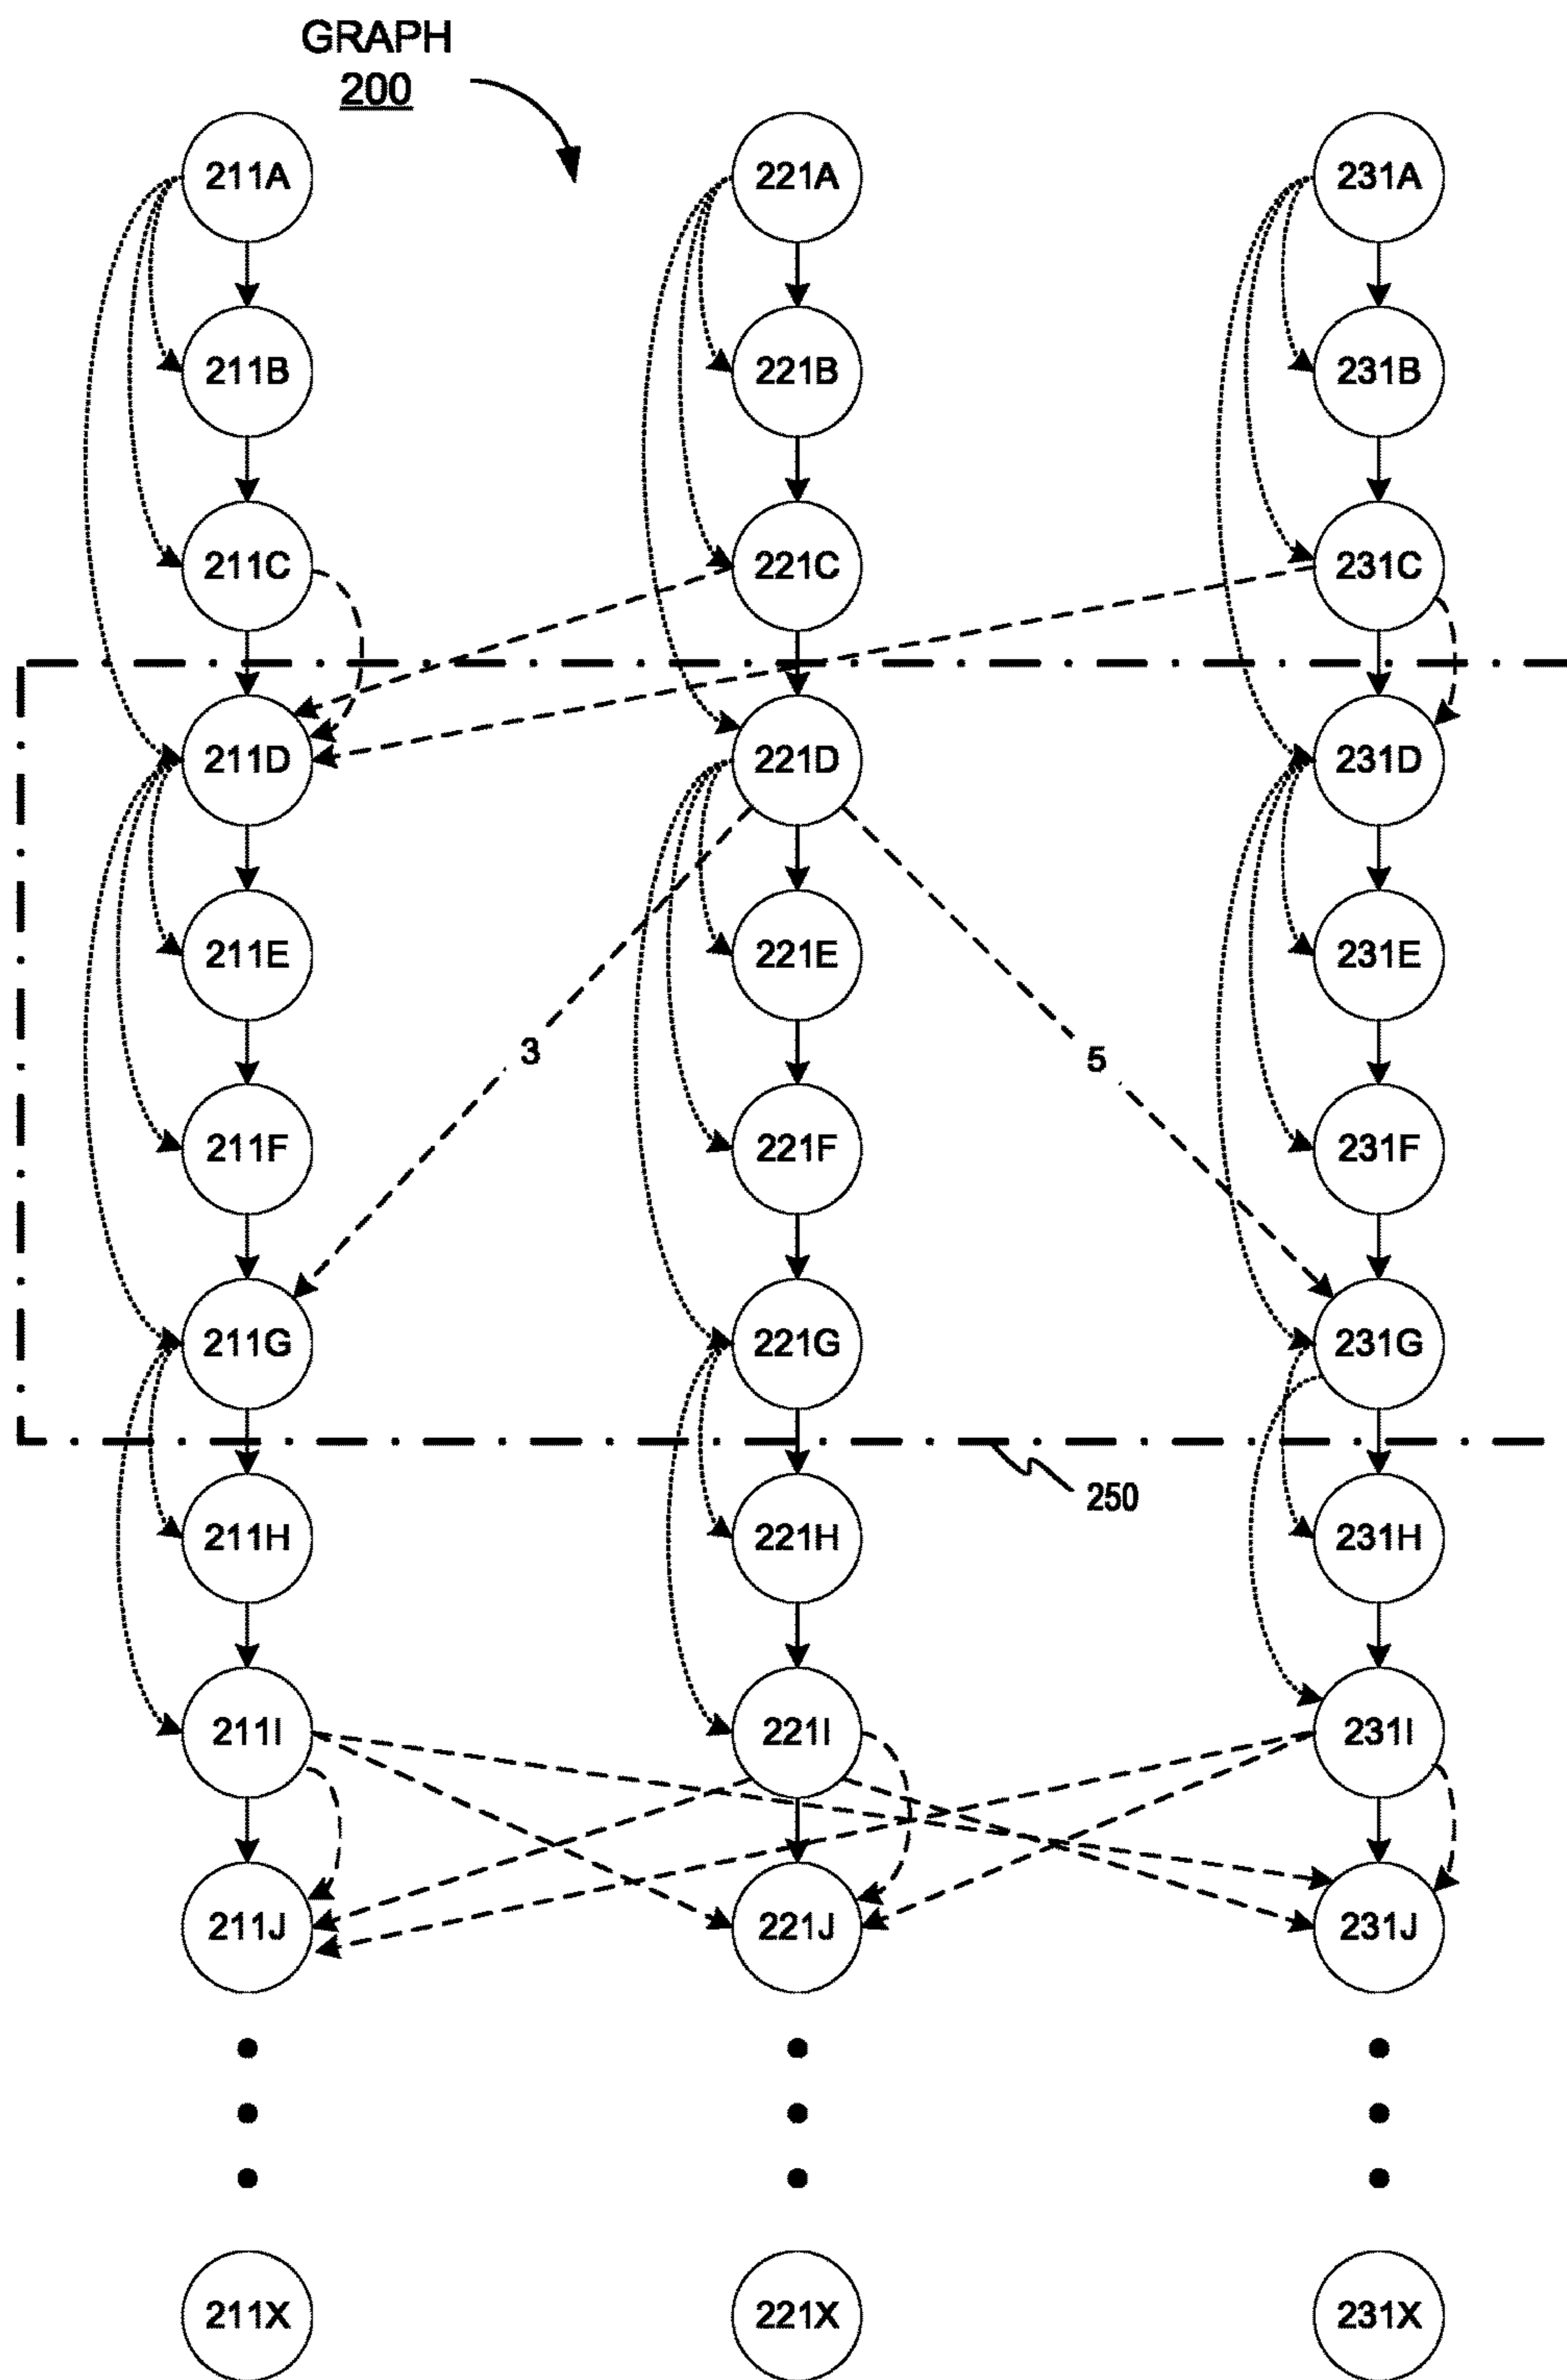 GRAPH
200
211A 221A 231A
211B 221B 231B
211C 221C 231C
211D 221D 231D
211E 221E 231E
3 5
211F 221F 231F
211G 221G 231G
250
211H 221H 231H
211I 221I 231I
211J 221J 231J
211X 221X 231X